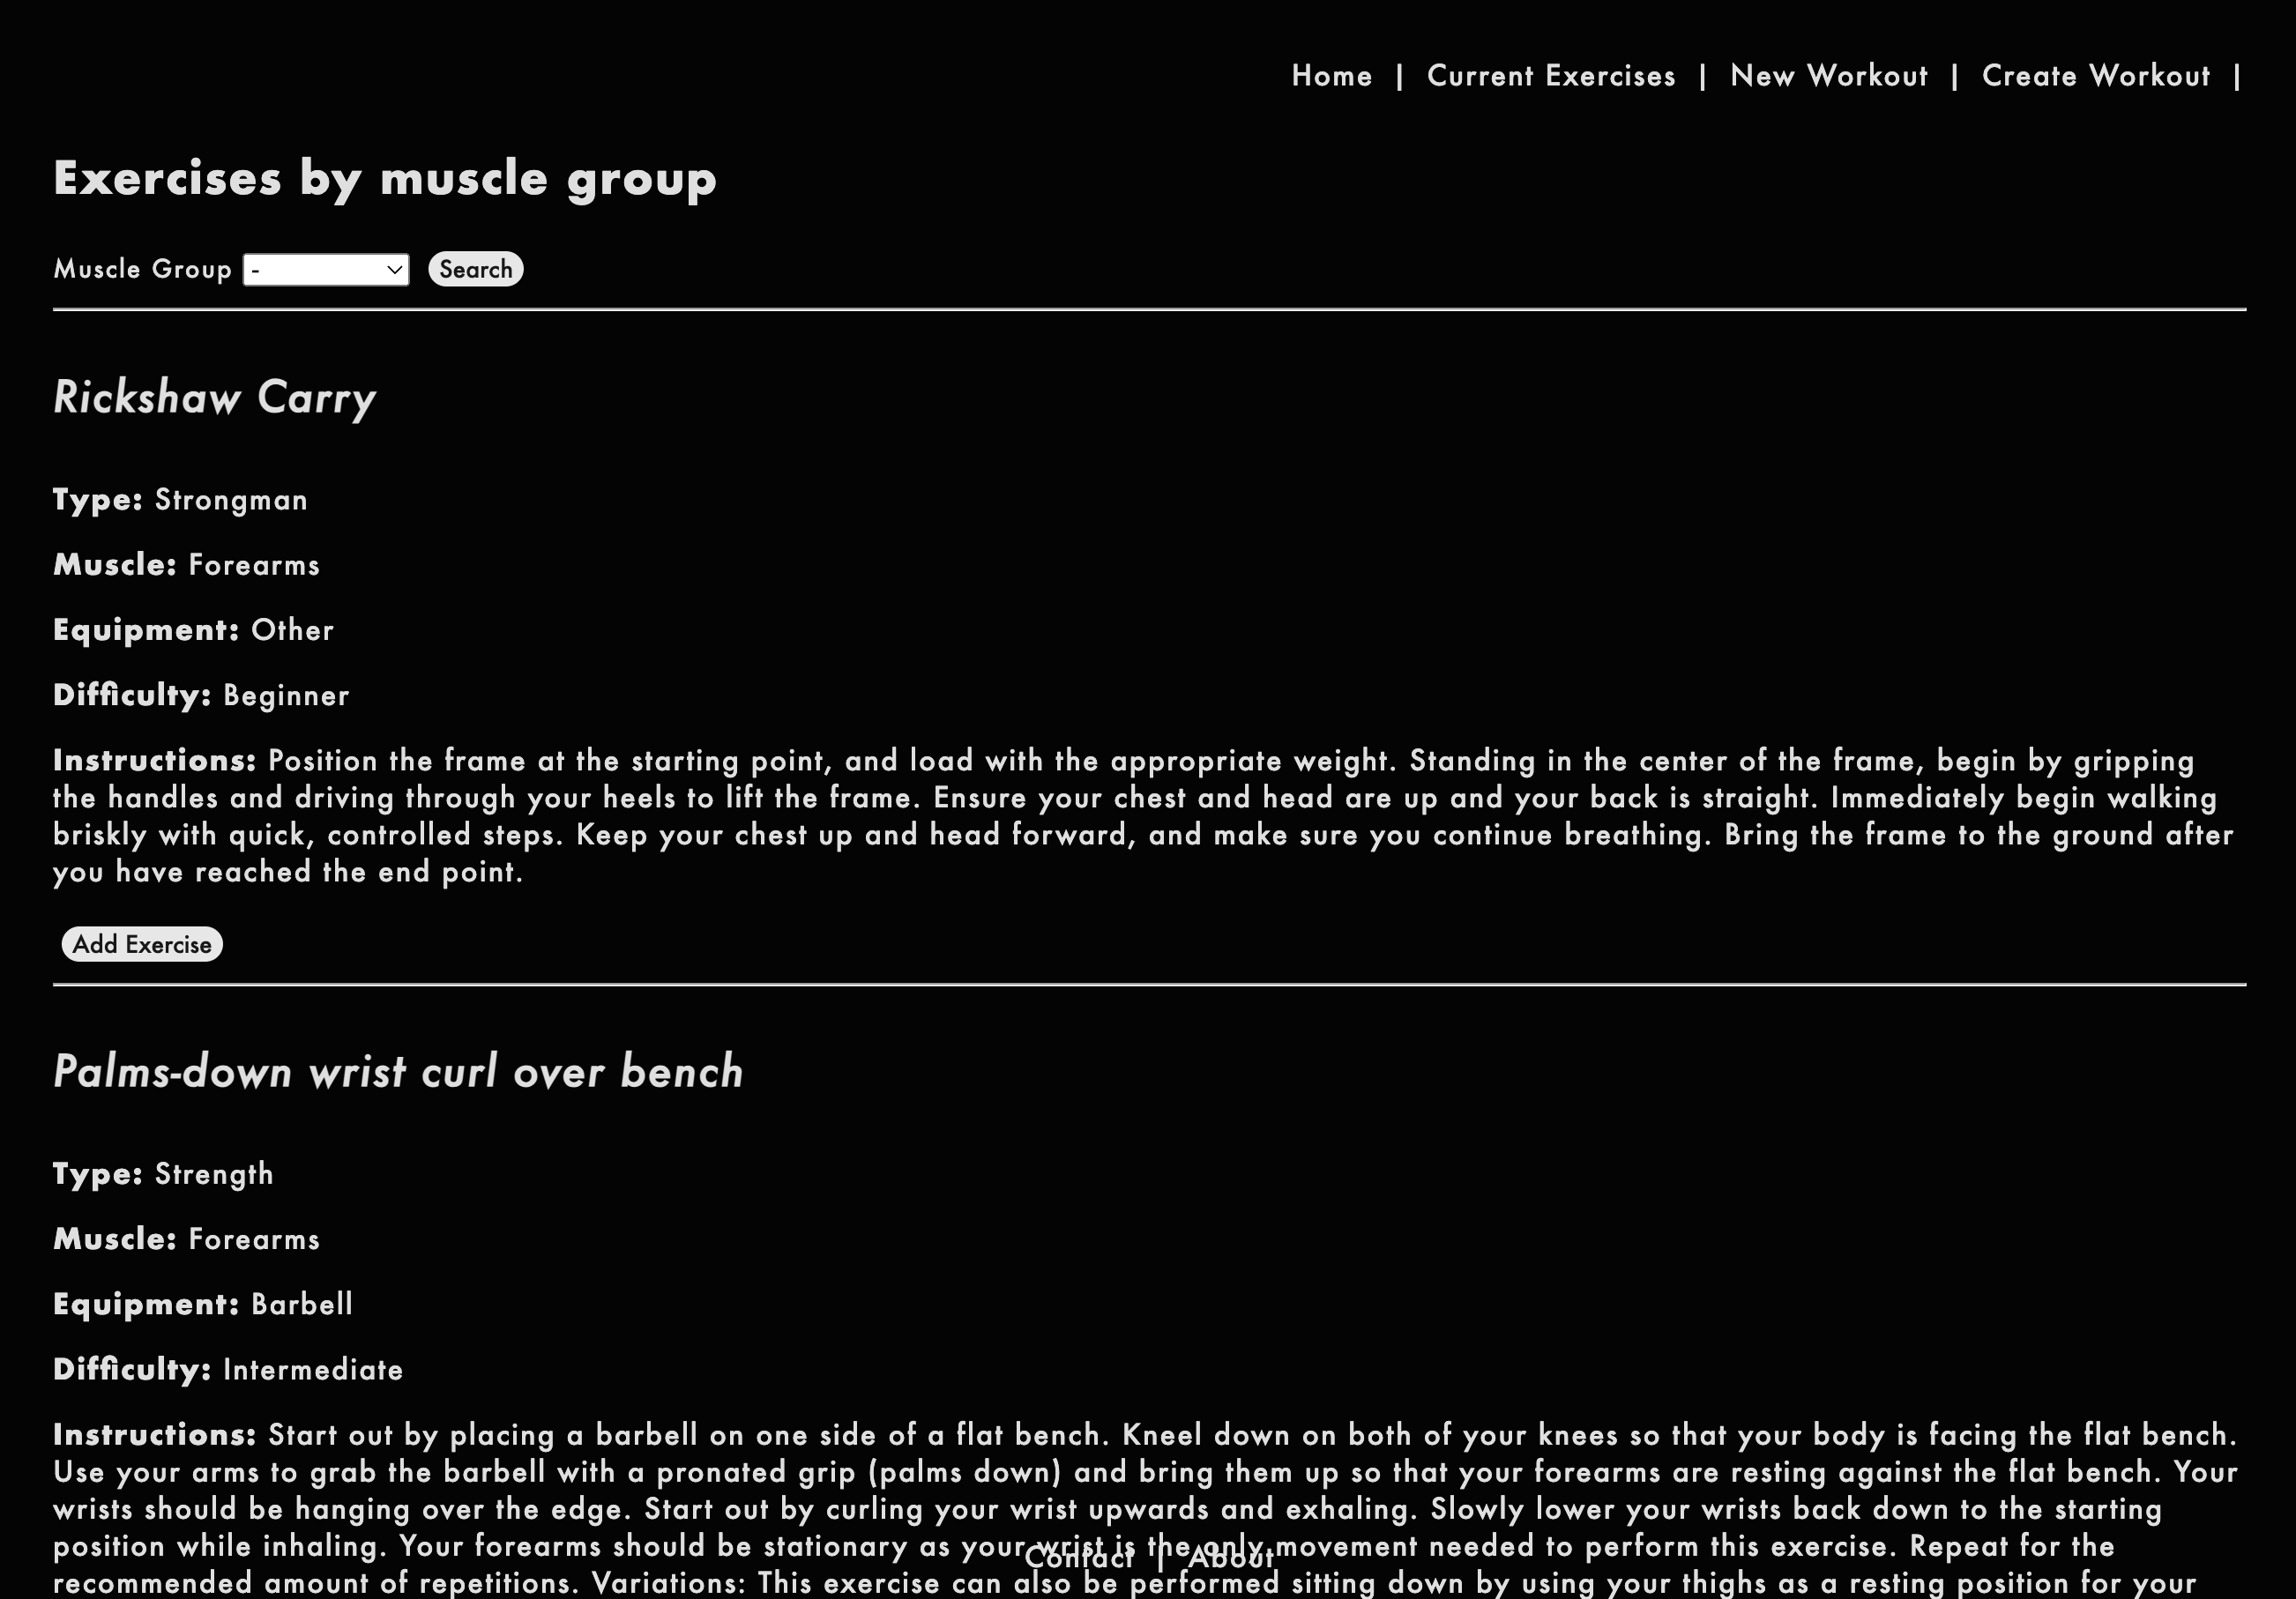 Home | Current Exercises | New Workout | Create Workout |
Exercises by muscle group
Muscle Group - Search
Rickshaw Carry
Type: Strongman
Muscle: Forearms
Equipment: Other
Difficulty: Beginner
Instructions: Position the frame at the starting point, and load with the appropriate weight. Standing in the center of the frame, begin by gripping
the handles and driving through your heels to lift the frame. Ensure your chest and head are up and your back is straight. Immediately begin walking
briskly with quick, controlled steps. Keep your chest up and head forward, and make sure you continue breathing. Bring the frame to the ground after
you have reached the end point.
Add Exercise
Palms-down wrist curl over bench
Type: Strength
Muscle: Forearms
Equipment: Barbell
Difficulty: Intermediate
Instructions: Start out by placing a barbell on one side of a flat bench. Kneel down on both of your knees so that your body is facing the flat bench.
Use your arms to grab the barbell with a pronated grip (palms down) and bring them up so that your forearms are resting against the flat bench. Your
wrists should be hanging over the edge. Start out by curling your wrist upwards and exhaling. Slowly lower your wrists back down to the starting
position while inhaling. Your forearms should be stationary as your wrist is the only movement needed to perform this exercise. Repeat for the
Contact | About
recommended amount of repetitions. Variations: This exercise can also be performed sitting down by using your thighs as a resting position for your